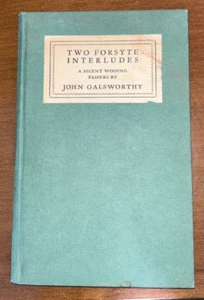 TWO FORSYTE
INTERLUDES
A SILENT WOOING
PASSERS BY
JOHN GALSWORTHY